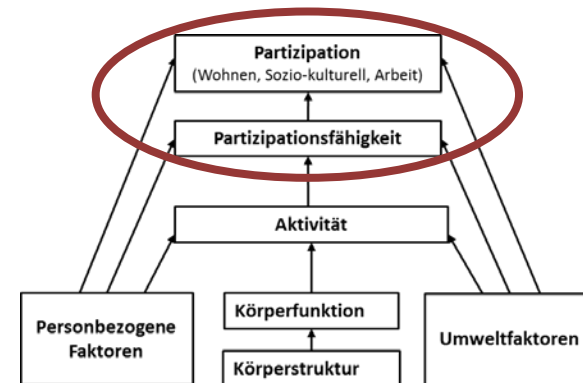 Partizipation
(Wohnen, Sozio-kulturell, Arbeit)
Partizipationsfähigkeit
Aktivität
Personbezogene
Faktoren
Körperfunktion
Körperstruktur
Umweltfaktoren